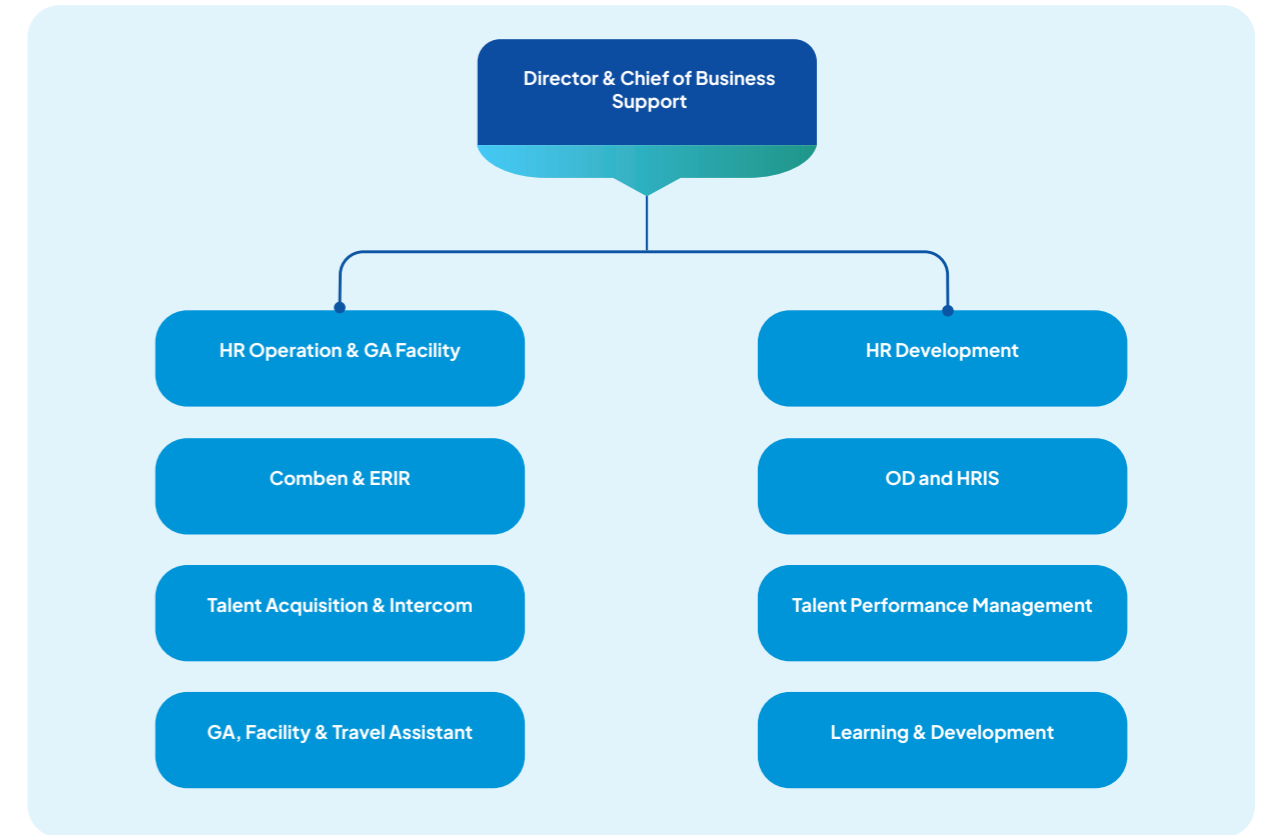 Director & Chief of Business
Support
HR Operation & GA Facility
HR Development
Comben & ERIR
OD and HRIS
Talent Acquisition & Intercom
Talent Performance Management
GA, Facility & Travel Assistant
Learning & Development